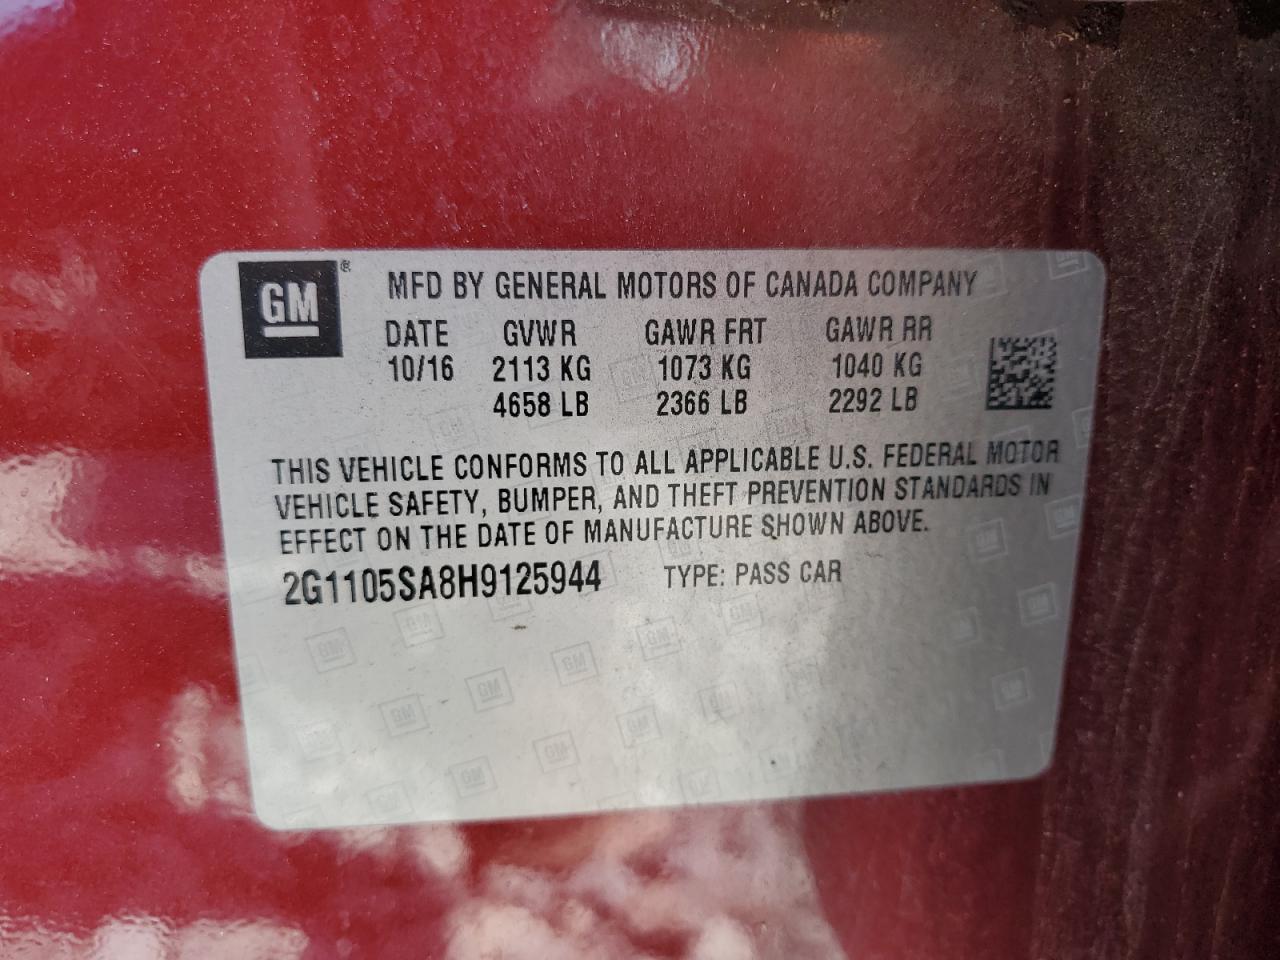 GM ® MFD BY GENERAL MOTORS OF CANADA COMPANY
DATE GVWR GAWR FRT GAWR RR
10/16 2113 KG 1073 KG 1040 KG
4658 LB 2366 LB 2292 LB
THIS VEHICLE CONFORMS TO ALL APPLICABLE U.S. FEDERAL MOTOR
VEHICLE SAFETY, BUMPER, AND THEFT PREVENTION STANDARDS IN
EFFECT ON THE DATE OF MANUFACTURE SHOWN ABOVE.
2G1105SA8H9125944 TYPE: PASS CAR